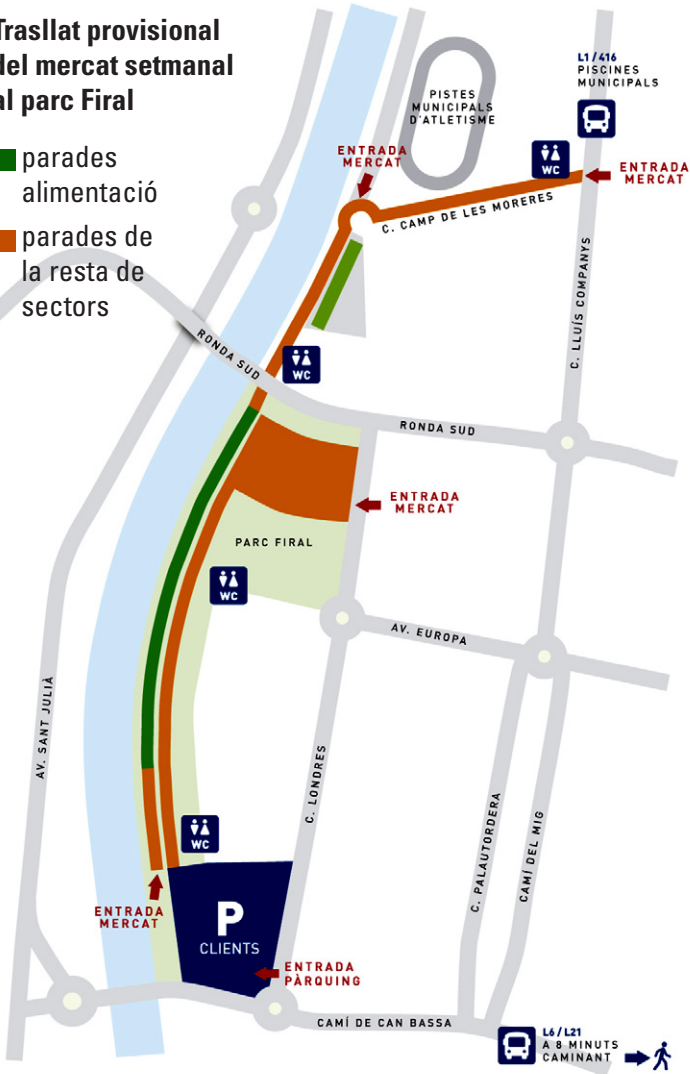 Trasllat provisional
del mercat setmanal
al parc Firal
parades
alimentació
parades de
la resta de
sectors
L1/416
PISCINES
MUNICIPALS
PISTES
MUNICIPALS
D'ATLETISME
ENTRADA
MERCAT
WC
ENTRADA
MERCAT
C. CAMP DE LES MORERES
C. LLUÍS COMPANYS
RONDA SUD
WC
RONDA SUD
ENTRADA
MERCAT
PARC FIRAL
WC
AV. EUROPA
AV. SANT JULIÀ
C. LONDRES
C. PALAUTORDERA
CAMÍ DEL MIG
WC
ENTRADA
MERCAT
P
CLIENTS
ENTRADA
PÀRQUING
CAMÍ DE CAN BASSA
L6/L21
A 8 MINUTS
CAMINANT